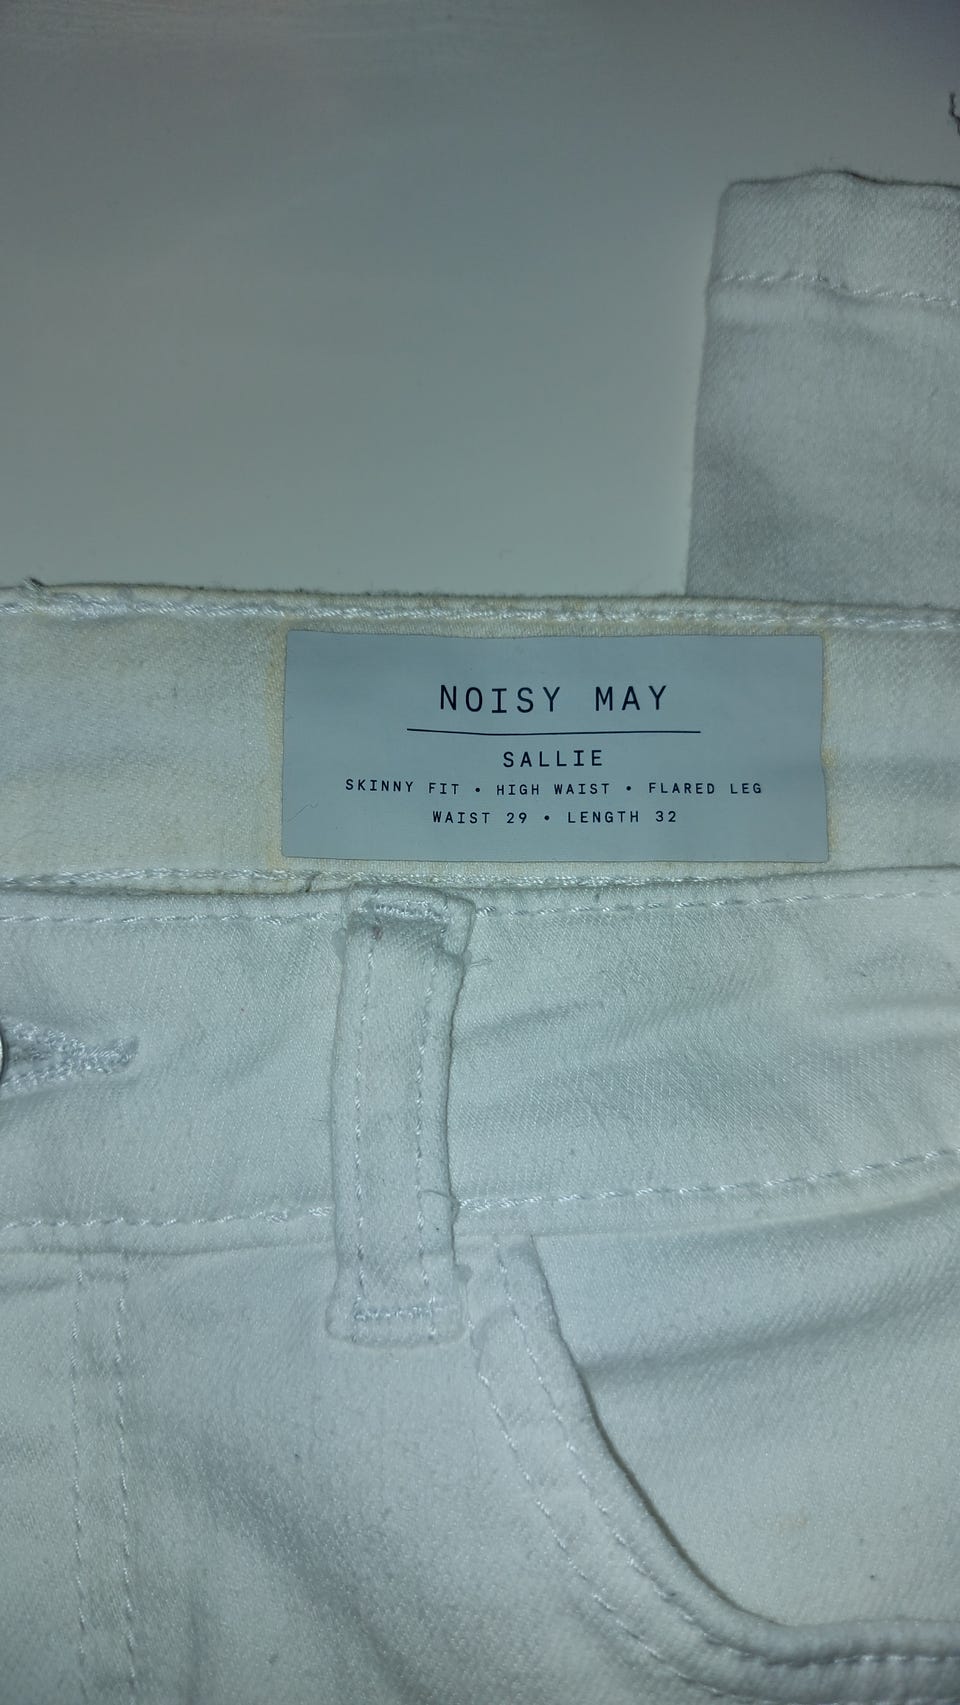 NOISY MAY
SALLIE
SKINNY FIT • HIGH WAIST • FLARED LEG
WAIST 29 • LENGTH 32